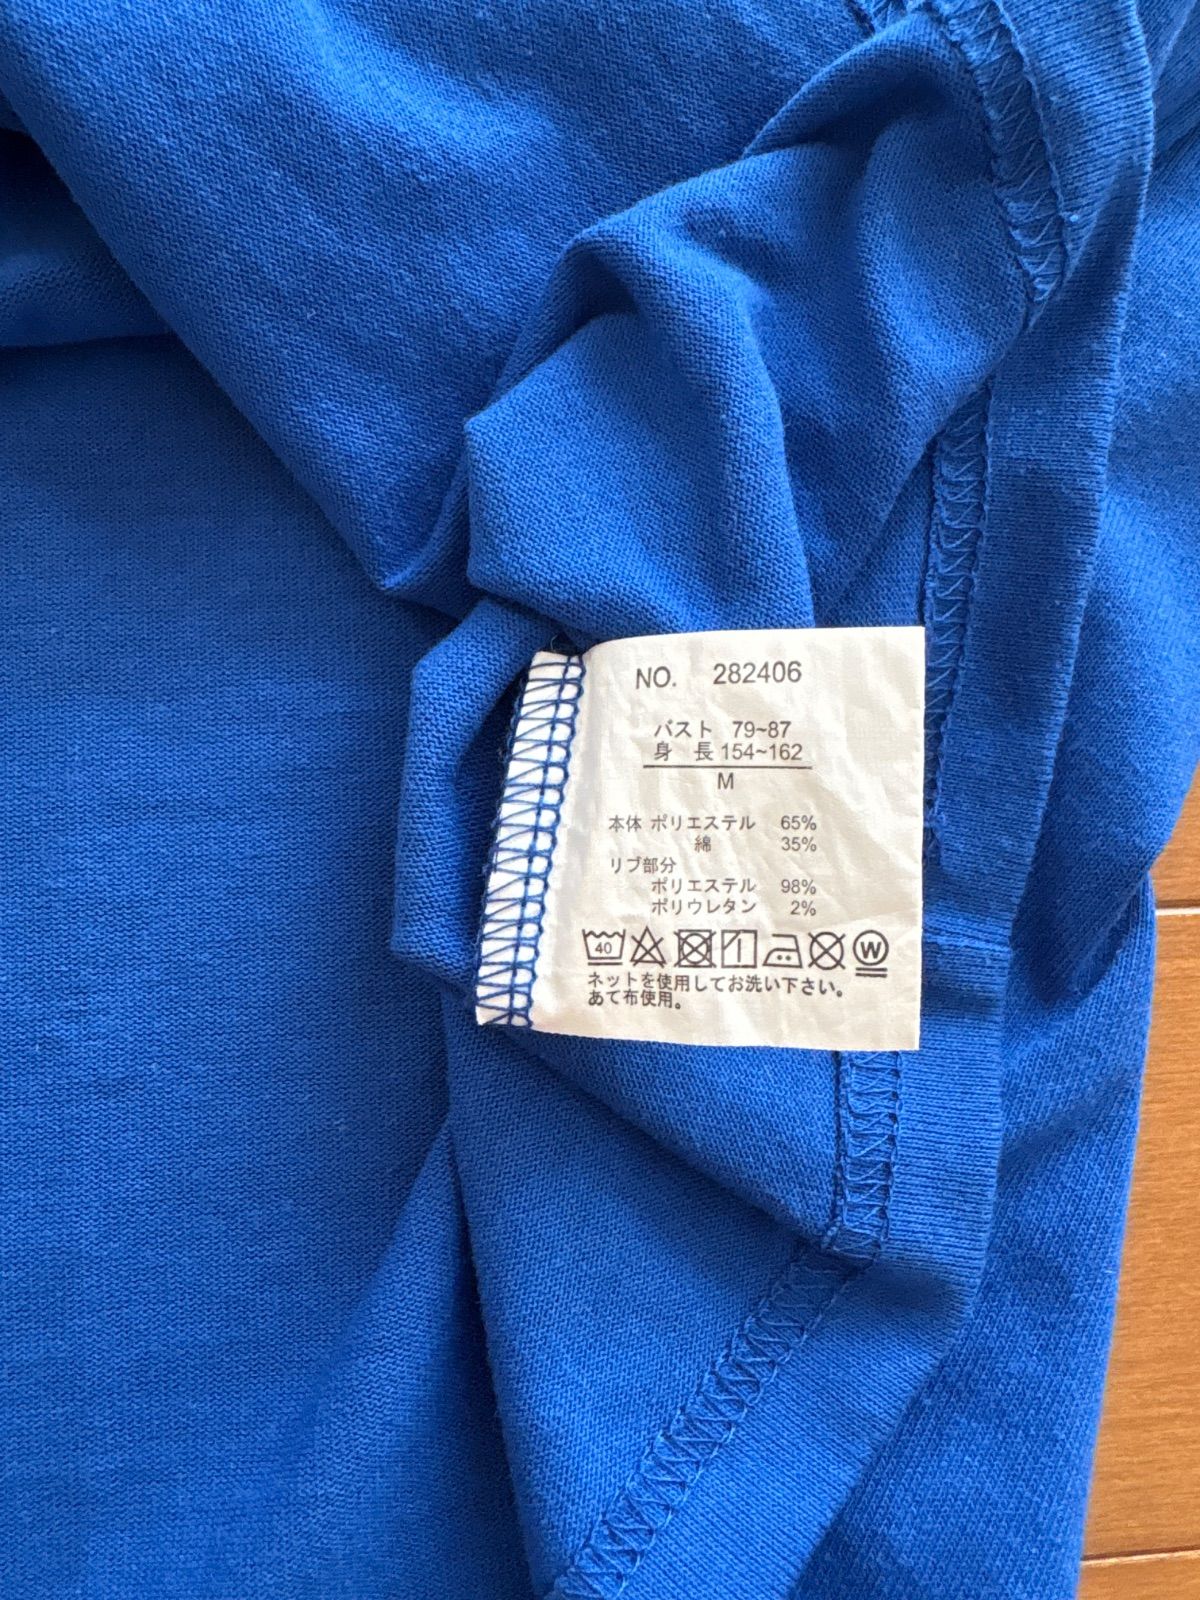 NO. 282406
バスト 79~87
身 長 154~162
M
本体 ポリエステル 65%
綿 35%
リブ部分
ポリエステル 98%
ポリウレタン 2%
40 W
ネットを使用してお洗い下さい。
あて布使用。